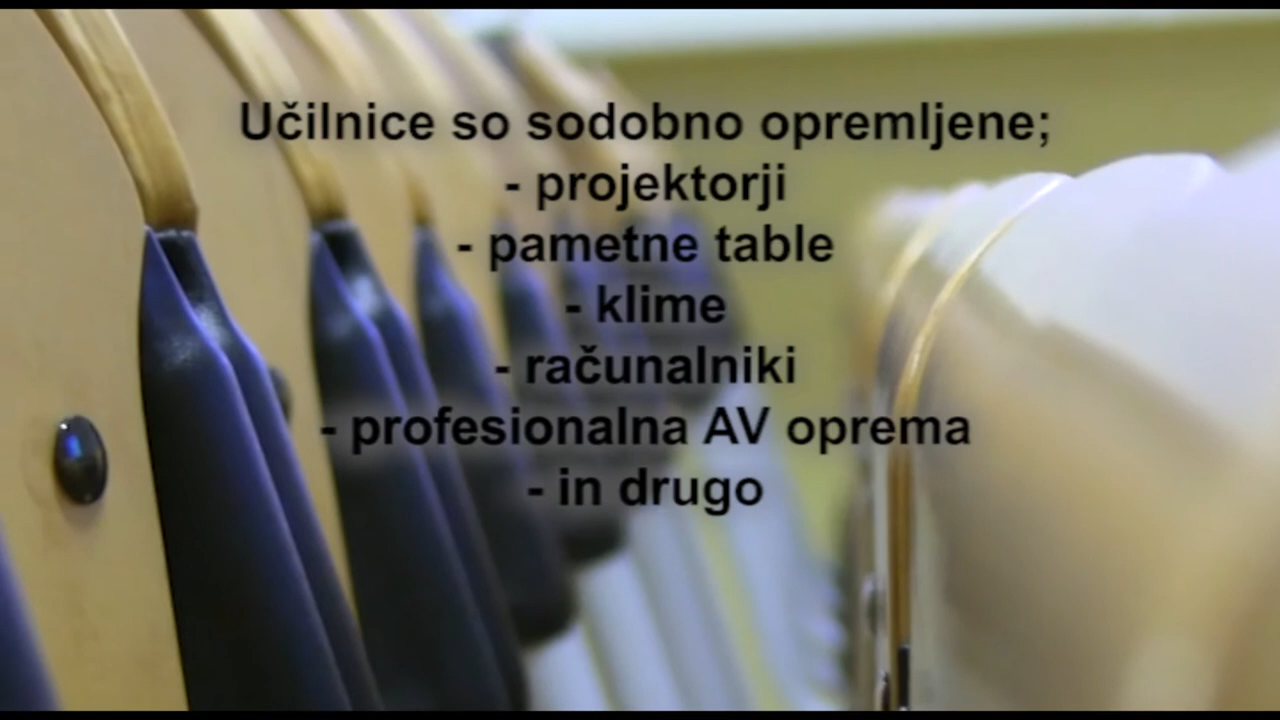 Učilnice so sodobno opremljene;
- projektorji
- pametne table
- klime
- računalniki
- profesionalna AV oprema
- in drugo